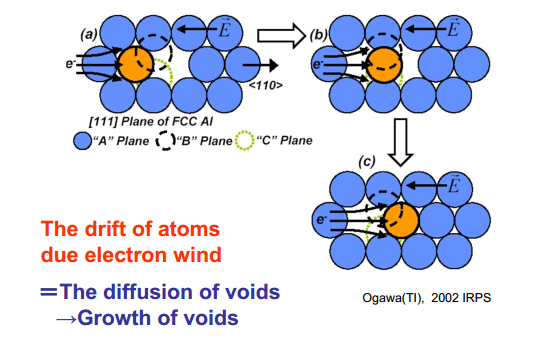 (a)
E
(b)
E
e-
<110>
e-
[111] Plane of FCC Al
"A" Plane "B" Plane "C" Plane
(c)
E
e-
The drift of atoms
due electron wind
=The diffusion of voids
→Growth of voids
Ogawa(TI), 2002 IRPS